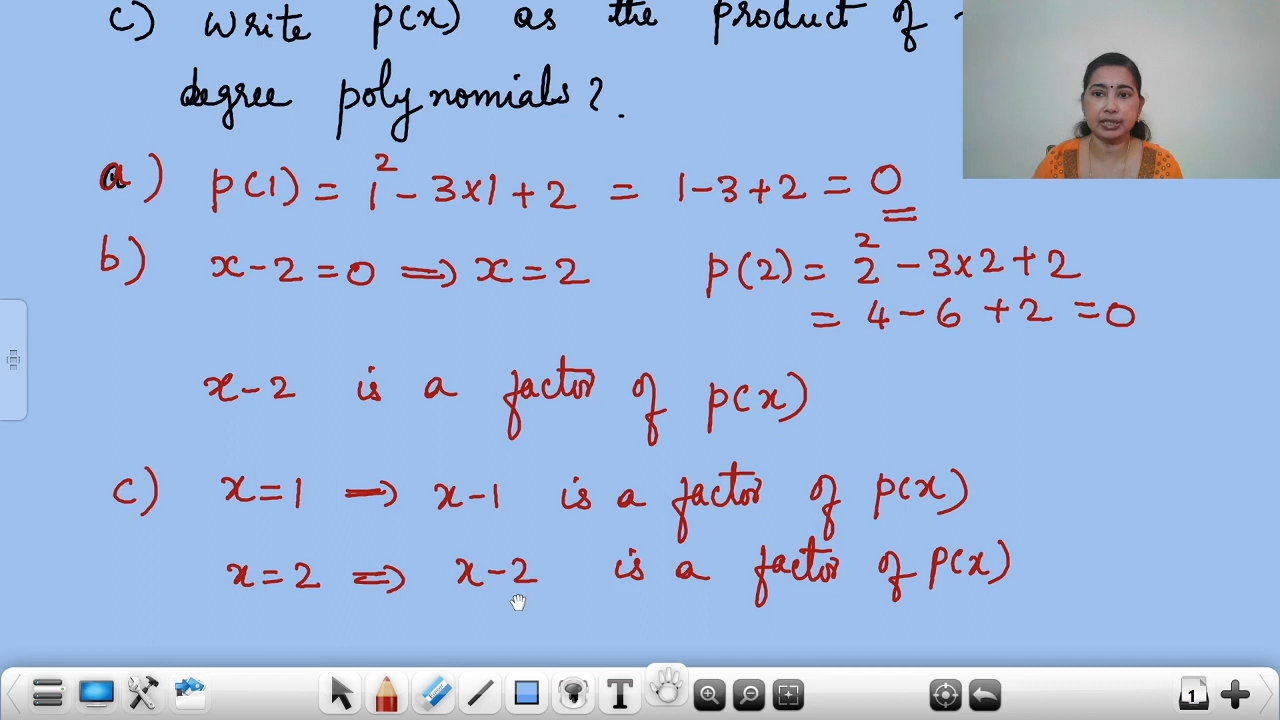 c) Write p(x) as the product of
degree polynomials?.
a) p(1) = 1² - 3×1 + 2 = 1-3+2 = 0
b) x-2=0 ⟹ x=2 p(2) = 2² - 3×2+2
= 4-6 +2 =0
x-2 is a factor of p(x)
c) x=1 ⟹ x-1 is a factor of p(x)
x=2 ⟹ x-2 is a factor of p(x)
T 1